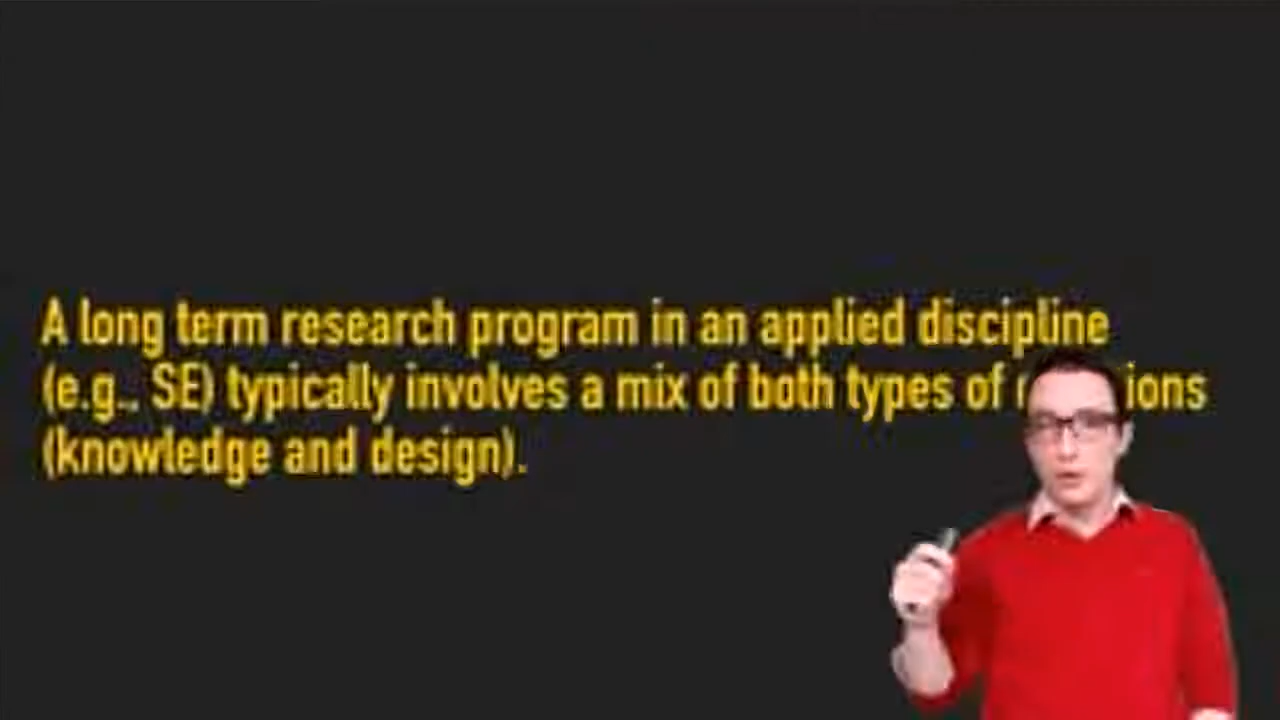 A long term research program in an applied discipline
(e.g., SE) typically involves a mix of both types of
(knowledge and design).